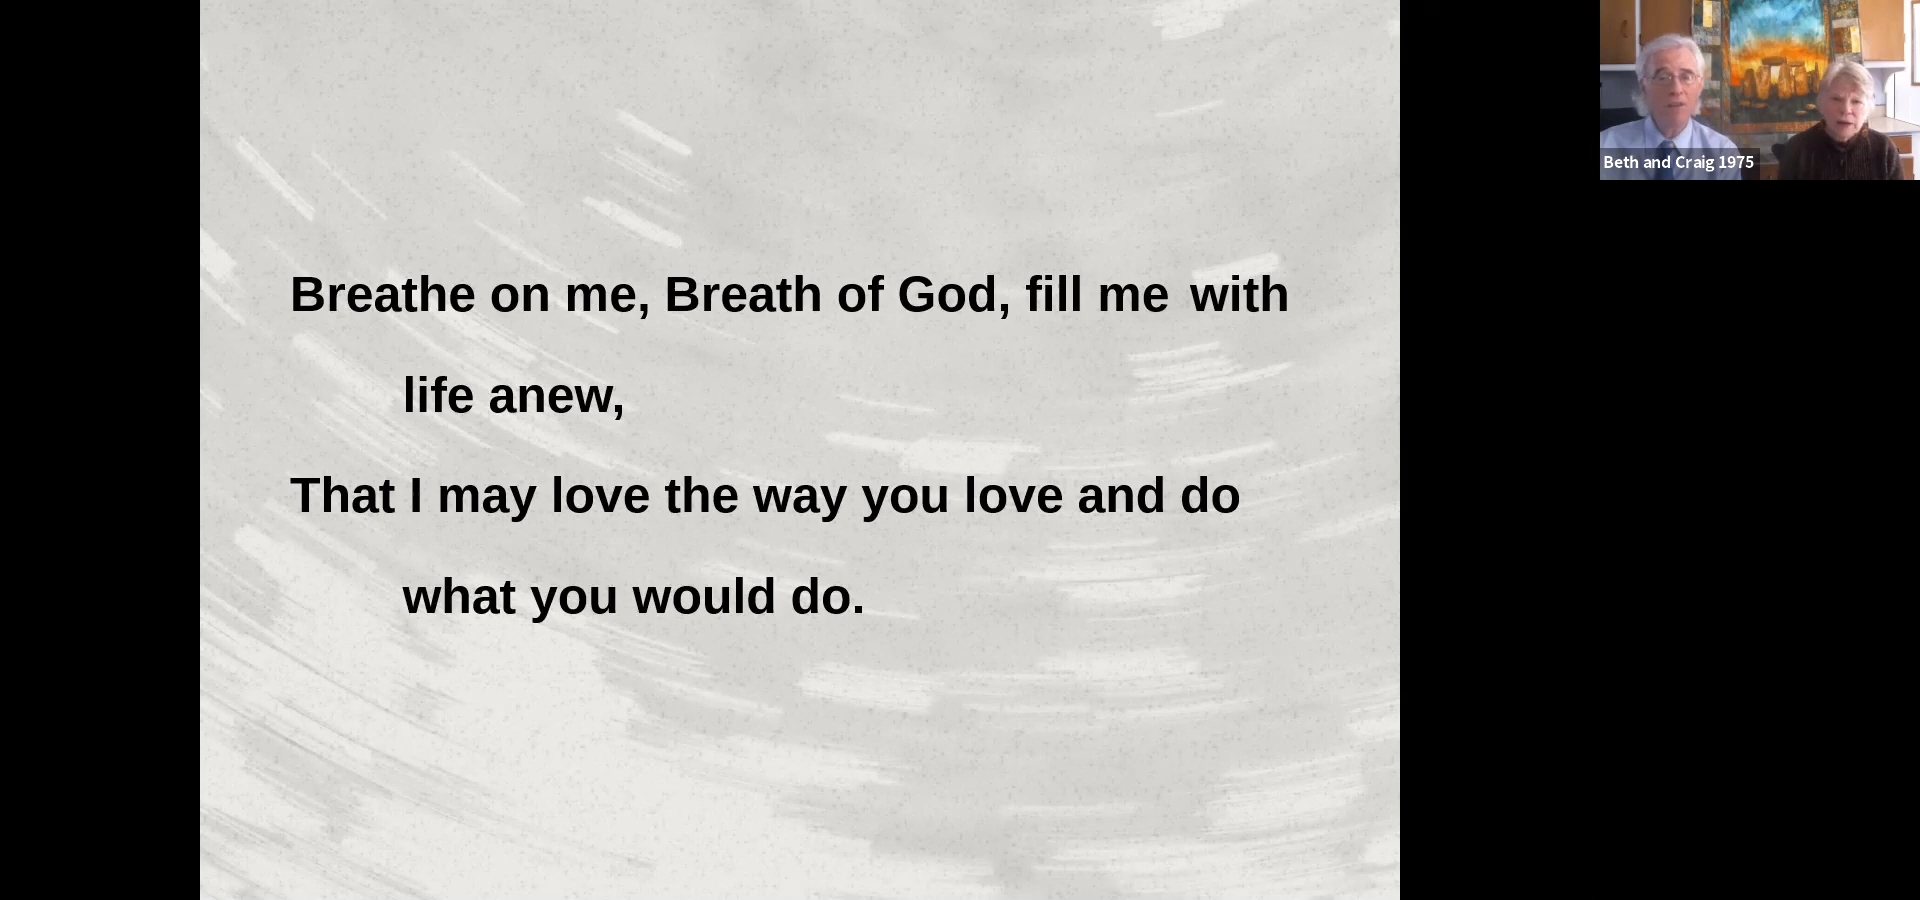 Breathe on me, Breath of God, fill me with
life anew,
That I may love the way you love and do
what you would do.
Beth and Craig 1975